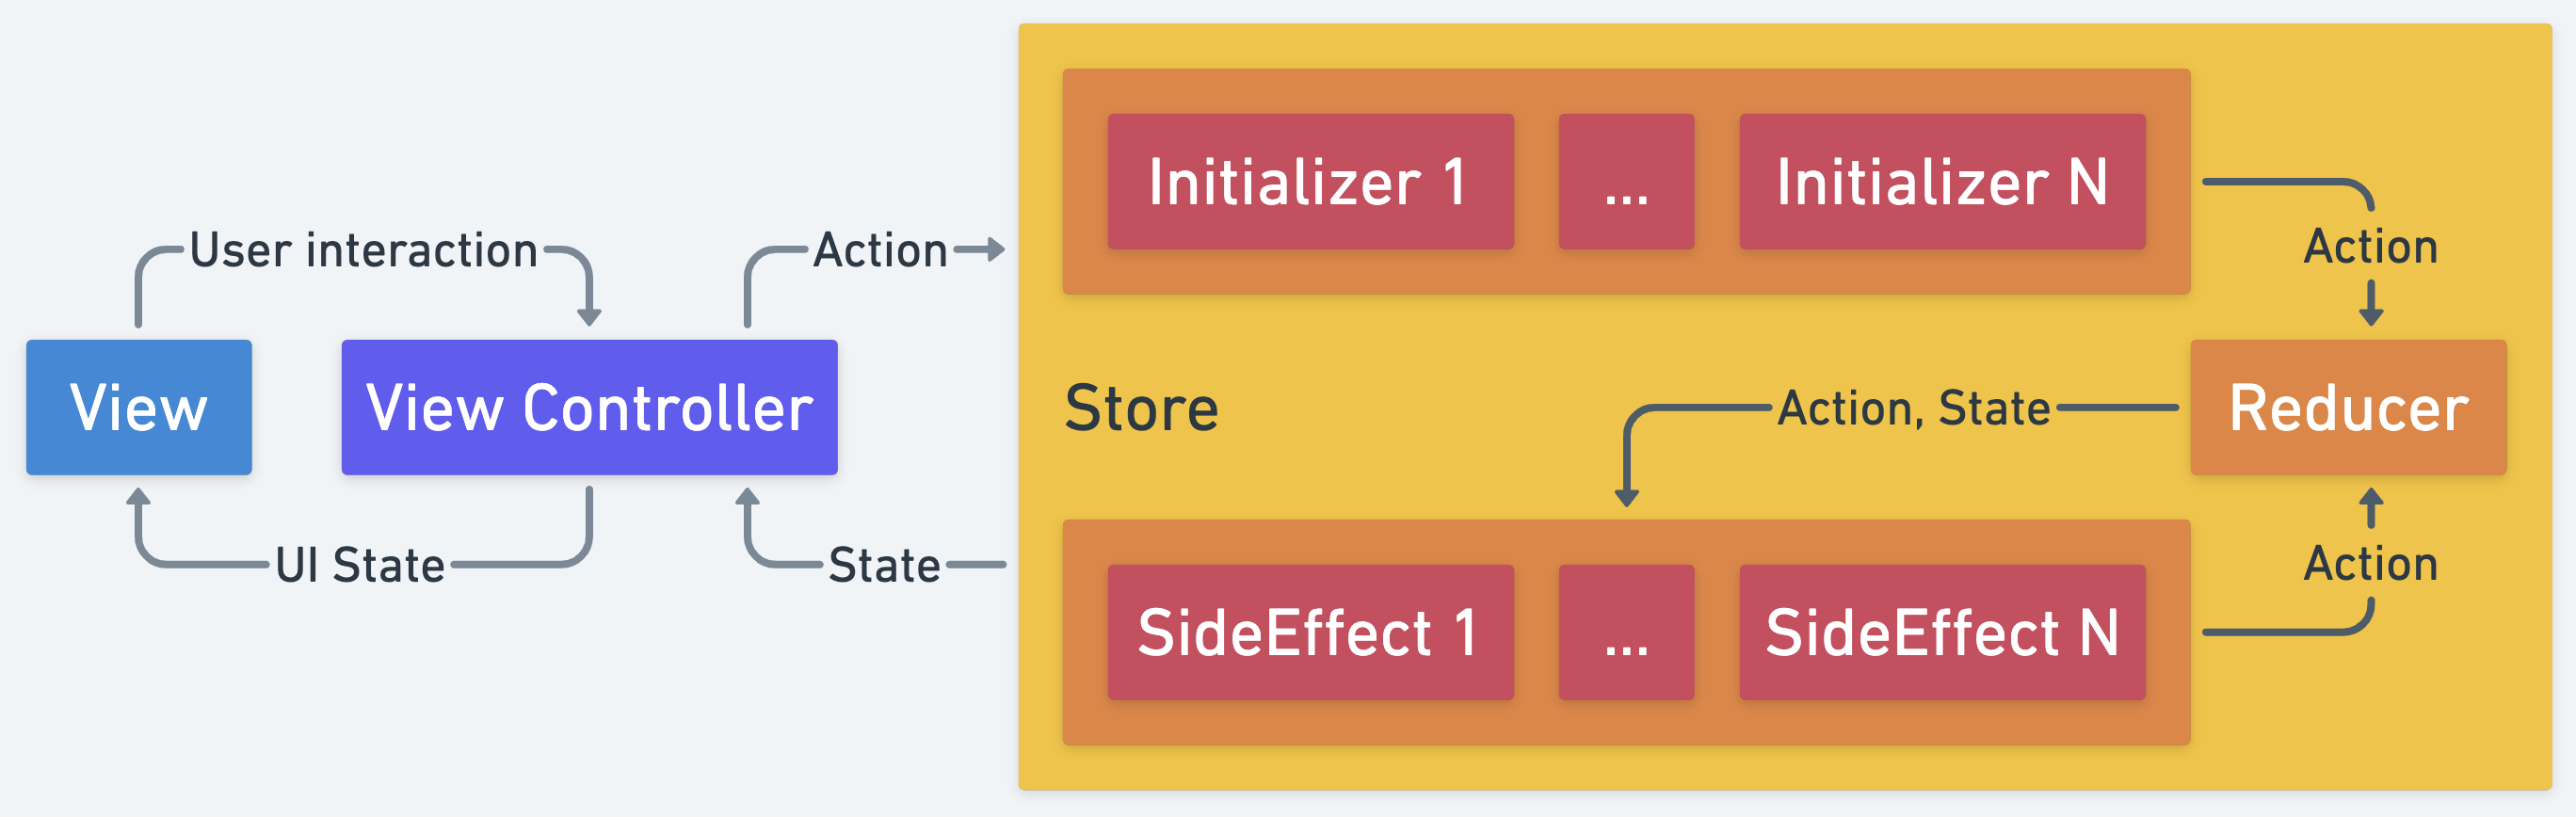 Initializer 1
...
Initializer N
User interaction
Action
Action
View
View Controller
Store
Action, State
Reducer
UI State
State
Action
SideEffect 1
...
SideEffect N